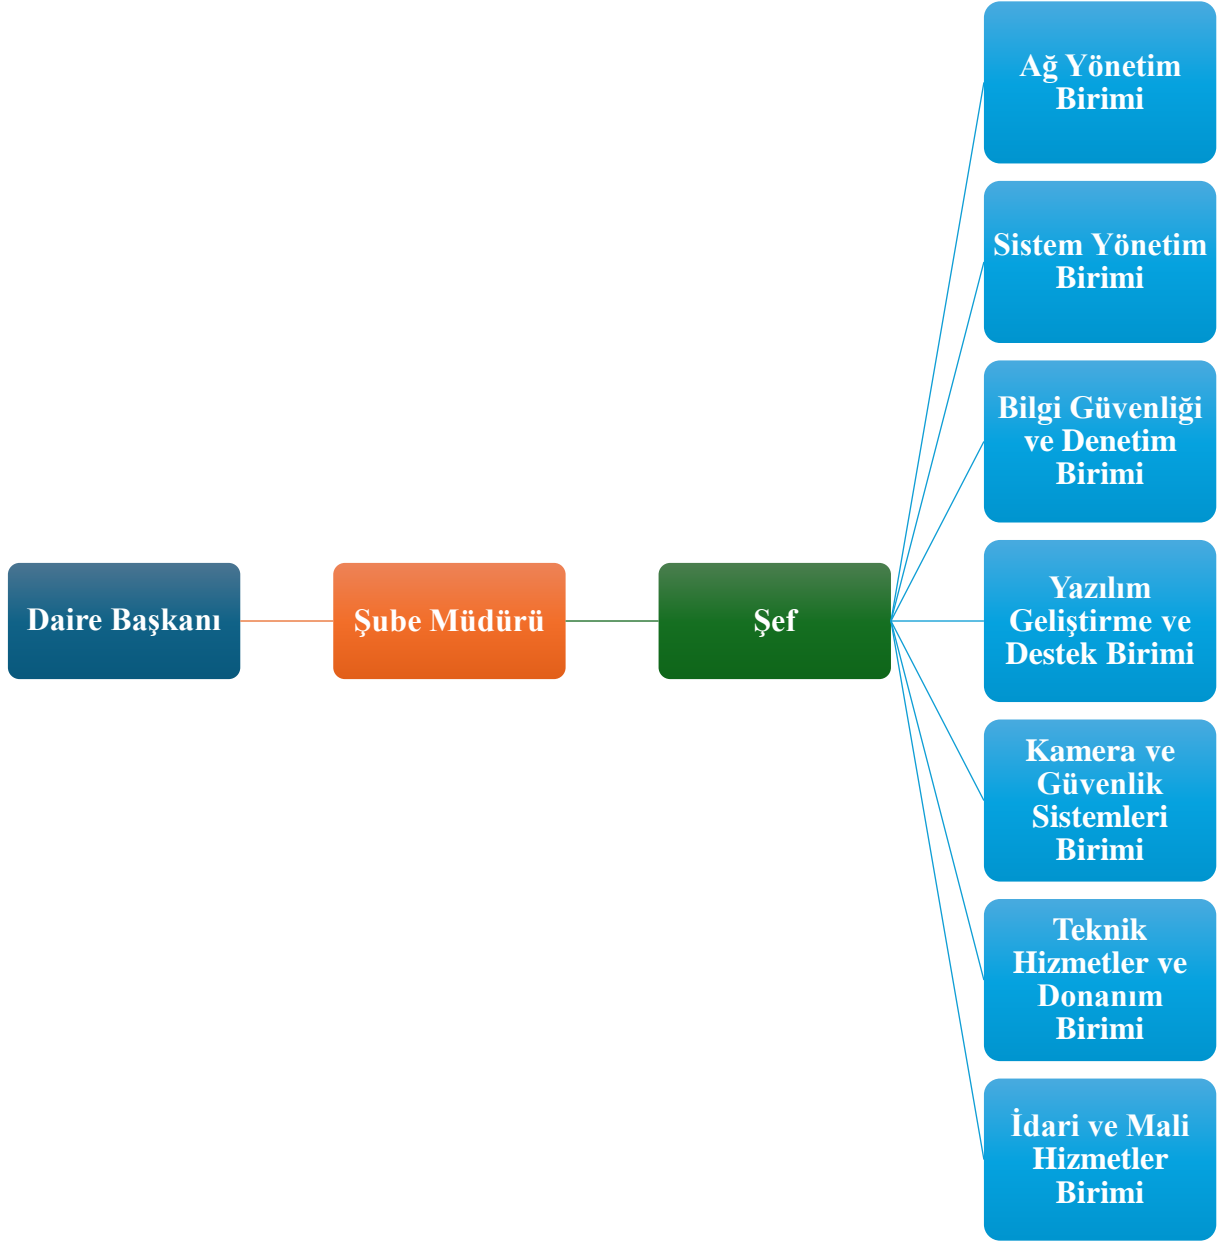 Daire Başkanı
Şube Müdürü
Şef
Ağ Yönetim
Birimi
Sistem Yönetim
Birimi
Bilgi Güvenliği
ve Denetim
Birimi
Yazılım
Geliştirme ve
Destek Birimi
Kamera ve
Güvenlik
Sistemleri
Birimi
Teknik
Hizmetler ve
Donanım
Birimi
İdari ve Mali
Hizmetler
Birimi